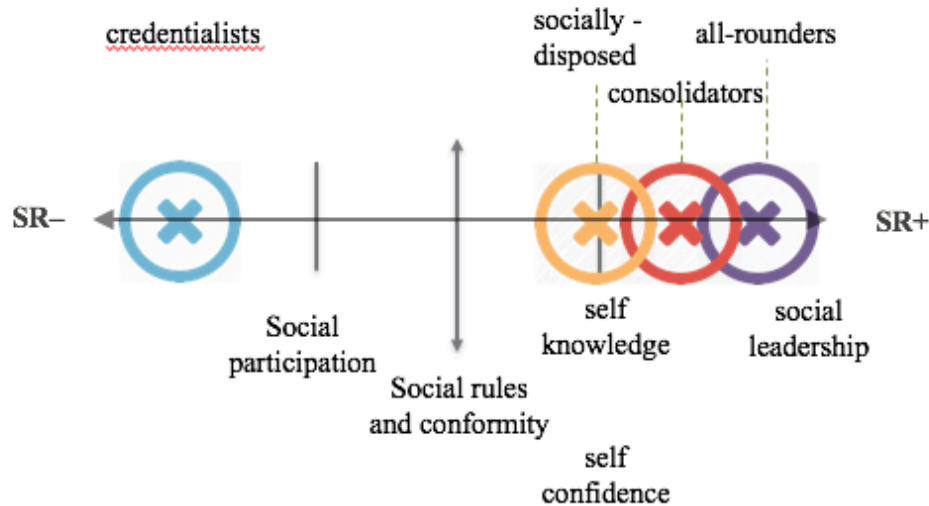 credentialists
socially -
disposed
all-rounders
consolidators
SR–
SR+
Social
participation
Social rules
and conformity
self
knowledge
social
leadership
self
confidence